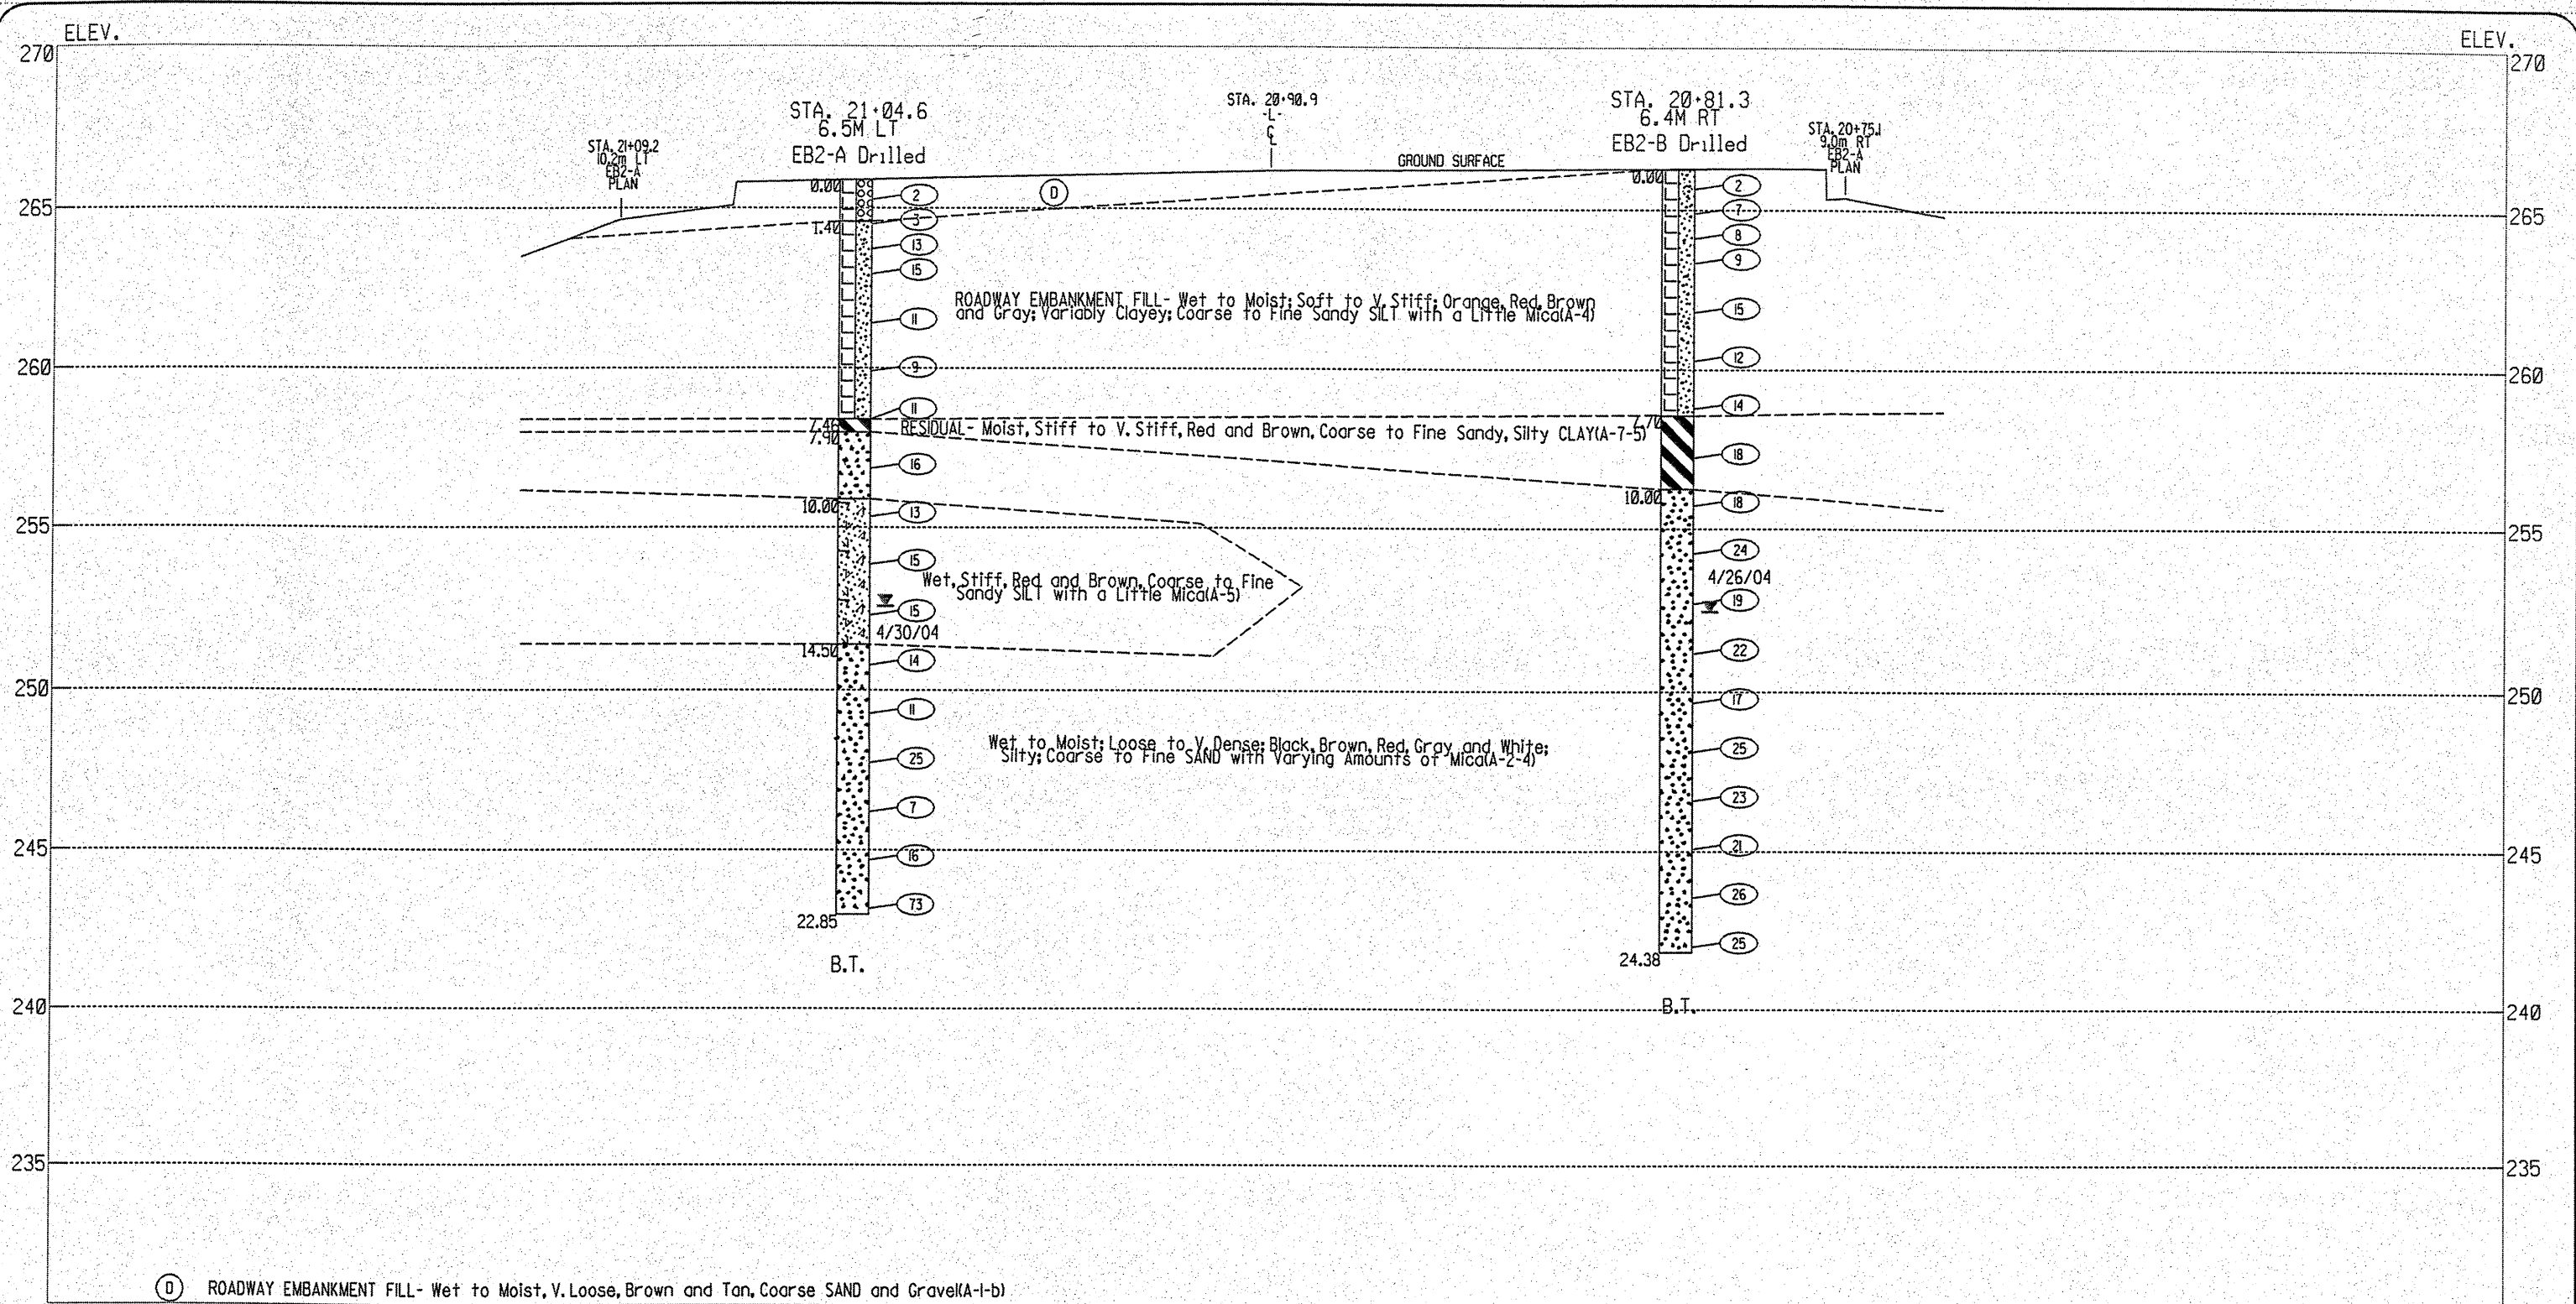 ELEV.
ELEV.
270
270
STA. 21+04.6
6.5M LT
EB2-A Drilled
STA. 20+90.9
-L-
℄
STA. 20+81.3
6.4M RT
EB2-B Drilled
STA. 21+09.2
10.2m LT
EB2-A
PLAN
STA. 20+75.1
9.0m RT
EB2-A
PLAN
GROUND SURFACE
0.00
0.00
D
2
2
265
265
3
7
1.40
13
8
15
9
ROADWAY EMBANKMENT FILL- Wet to Moist; Soft to V. Stiff; Orange, Red, Brown
and Gray; Variably Clayey; Coarse to Fine Sandy SILT with a Little Mica(A-4)
11
15
260
260
9
12
11
14
7.46
7.90
RESIDUAL- Moist, Stiff to V. Stiff, Red and Brown, Coarse to Fine Sandy, Silty CLAY(A-7-5)
7.70
16
18
10.00
10.00
13
18
255
255
15
24
Wet, Stiff, Red and Brown, Coarse to Fine
Sandy SILT with a Little Mica(A-5)
4/26/04
15
19
4/30/04
14.50
14
22
250
250
11
17
Wet to Moist; Loose to V. Dense; Black, Brown, Red, Gray and White;
Silty; Coarse to Fine SAND with Varying Amounts of Mica(A-2-4)
25
25
7
23
245
245
16
21
73
26
22.85
25
24.38
B.T.
B.T.
240
240
235
235
D ROADWAY EMBANKMENT FILL- Wet to Moist, V. Loose, Brown and Tan, Coarse SAND and Gravel(A-1-b)